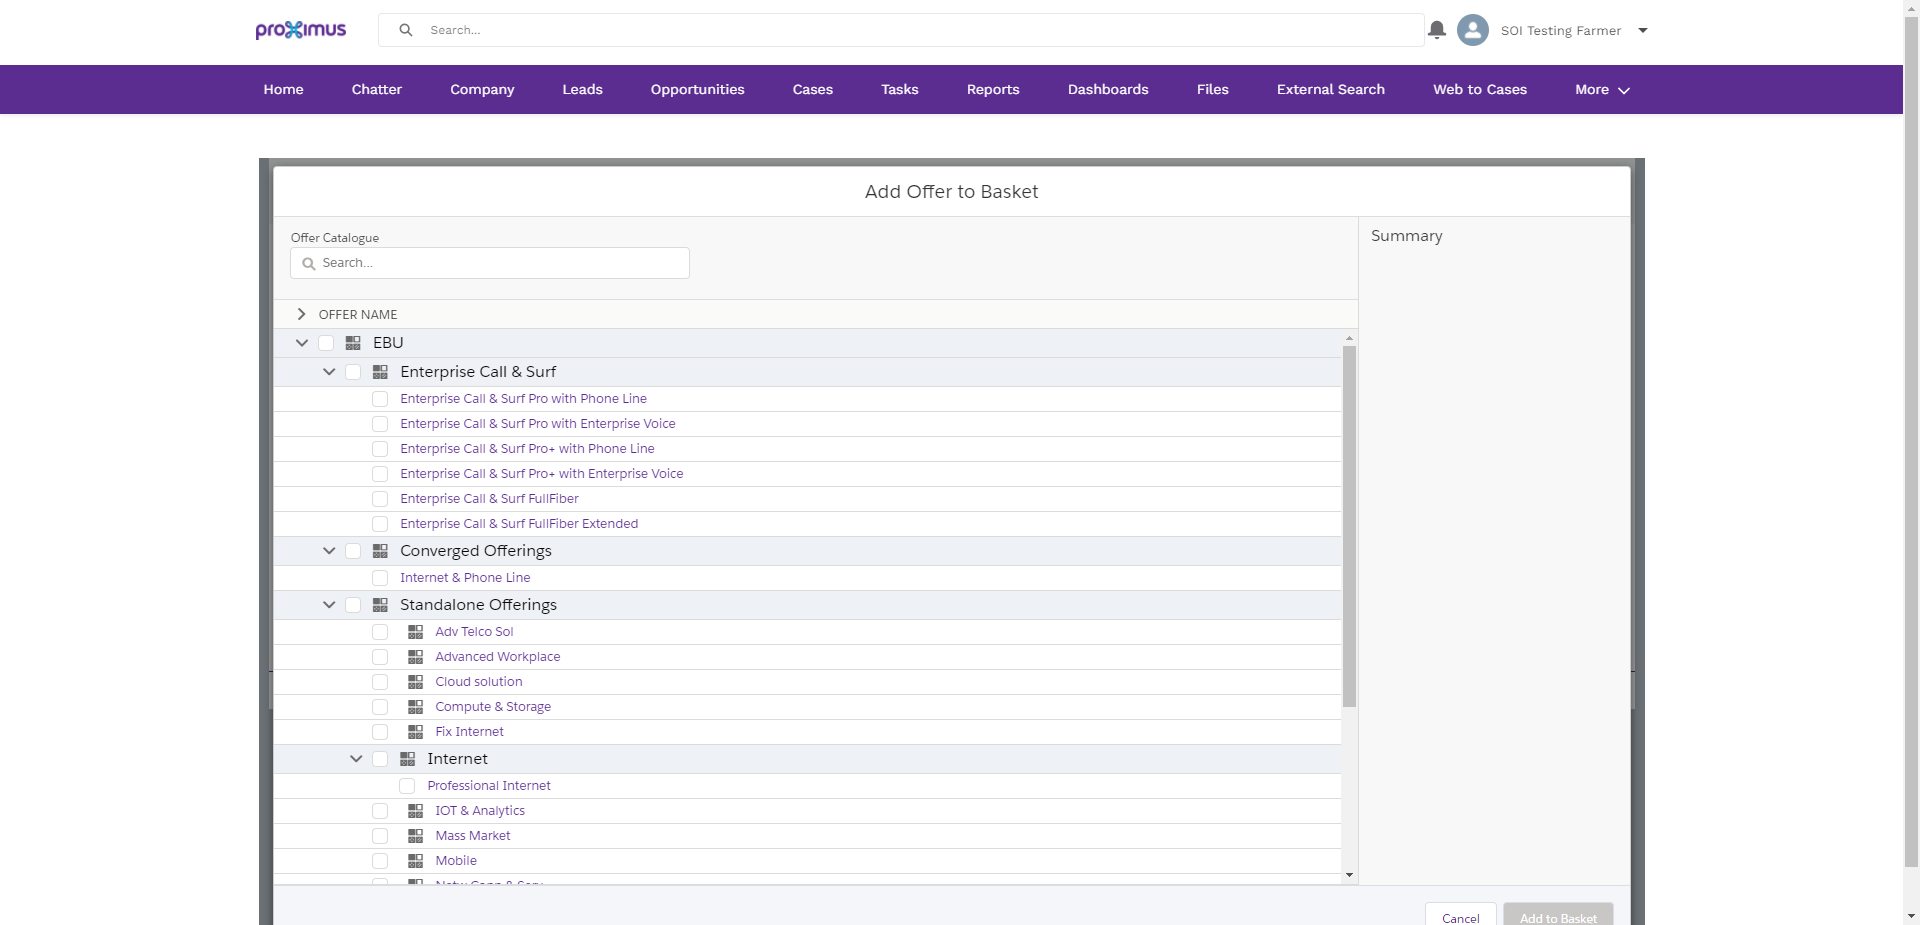 proximus
Search...
SOI Testing Farmer
Home Chatter Company Leads Opportunities Cases Tasks Reports Dashboards Files External Search Web to Cases More
Add Offer to Basket
Offer Catalogue
Search...
Summary
OFFER NAME
EBU
Enterprise Call & Surf
Enterprise Call & Surf Pro with Phone Line
Enterprise Call & Surf Pro with Enterprise Voice
Enterprise Call & Surf Pro+ with Phone Line
Enterprise Call & Surf Pro+ with Enterprise Voice
Enterprise Call & Surf FullFiber
Enterprise Call & Surf FullFiber Extended
Converged Offerings
Internet & Phone Line
Standalone Offerings
Adv Telco Sol
Advanced Workplace
Cloud solution
Compute & Storage
Fix Internet
Internet
Professional Internet
IOT & Analytics
Mass Market
Mobile
Cancel Add to Basket